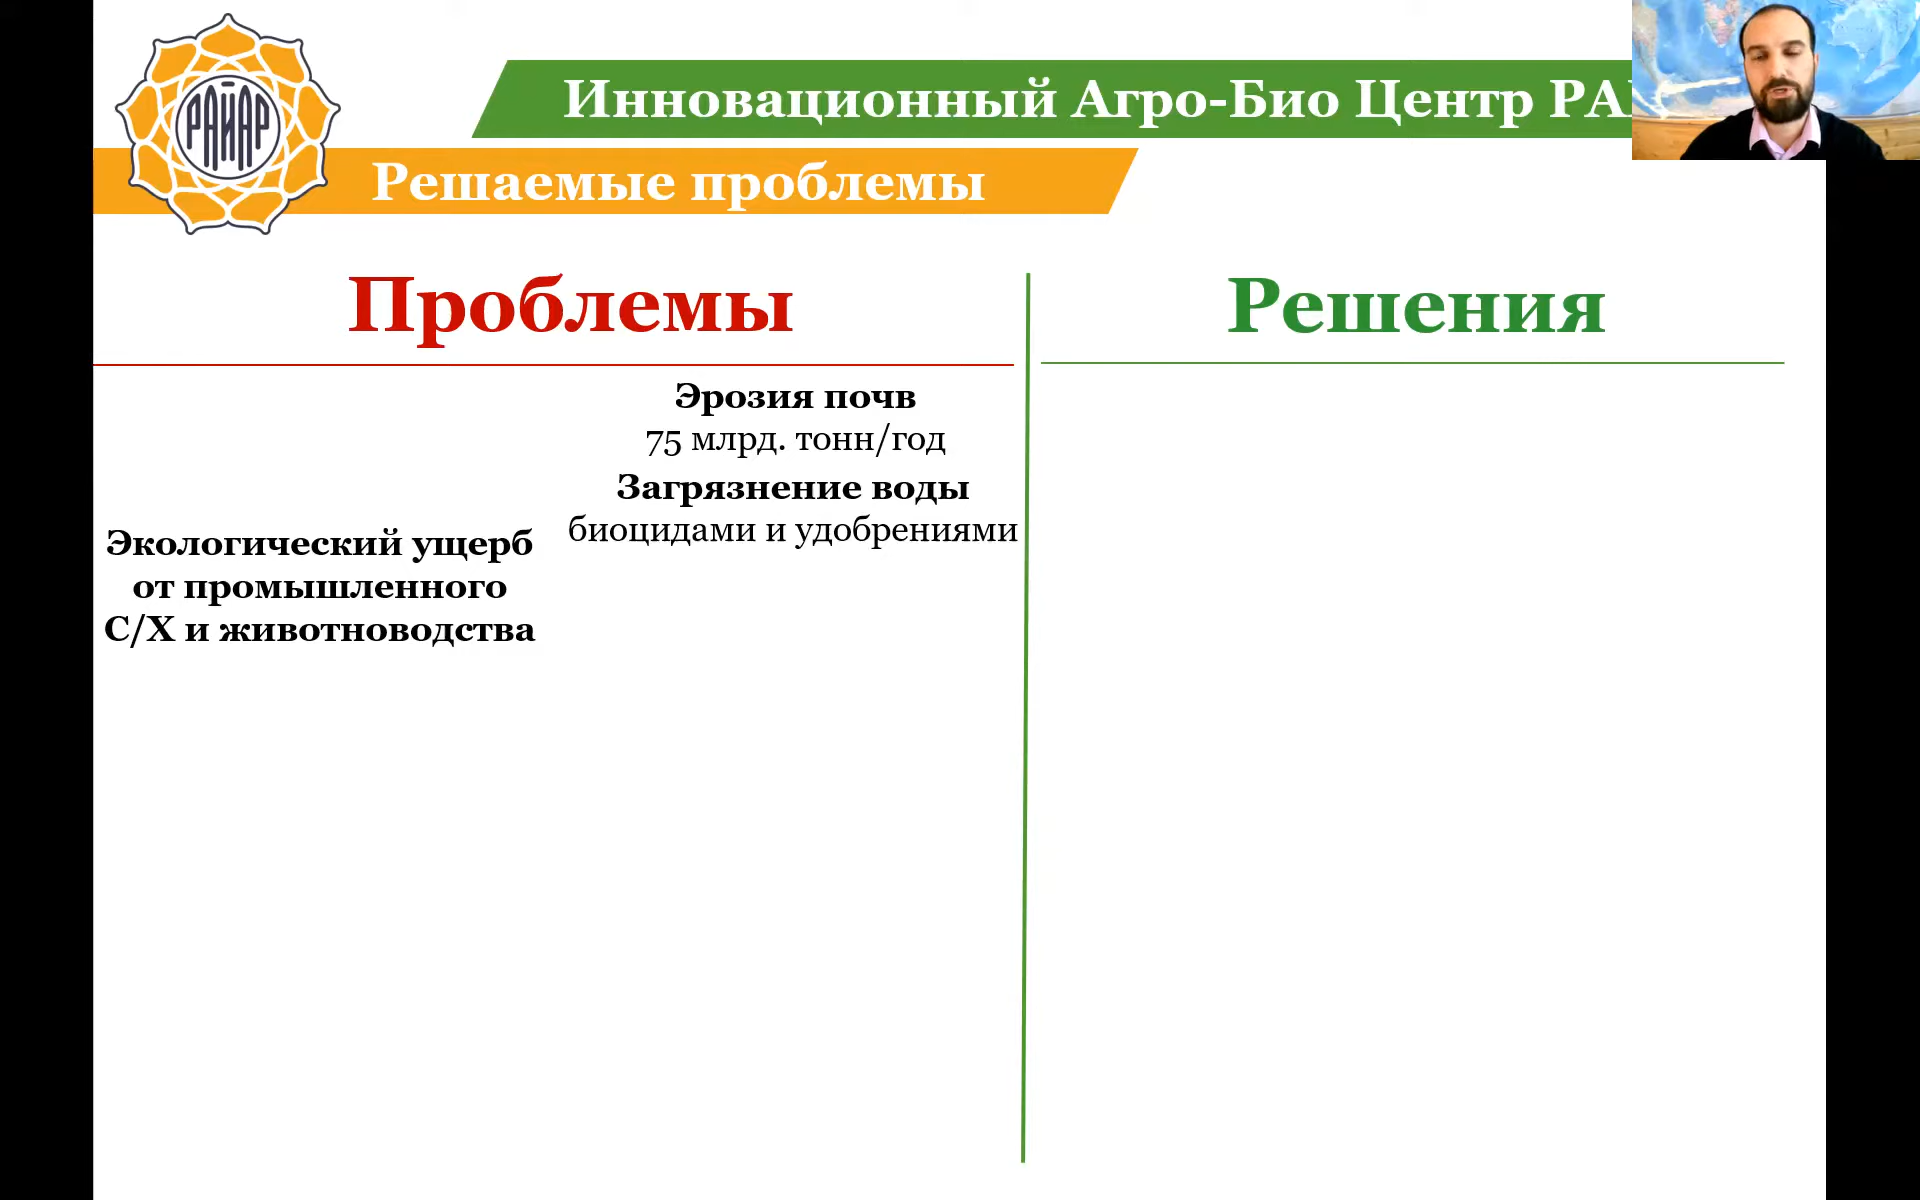 РАЙАР
Инновационный Агро-Био Центр
Решаемые проблемы
Проблемы
Решения
Эрозия почв
75 млрд. тонн/год
Загрязнение воды
биоцидами и удобрениями
Экологический ущерб
от промышленного
С/Х и животноводства